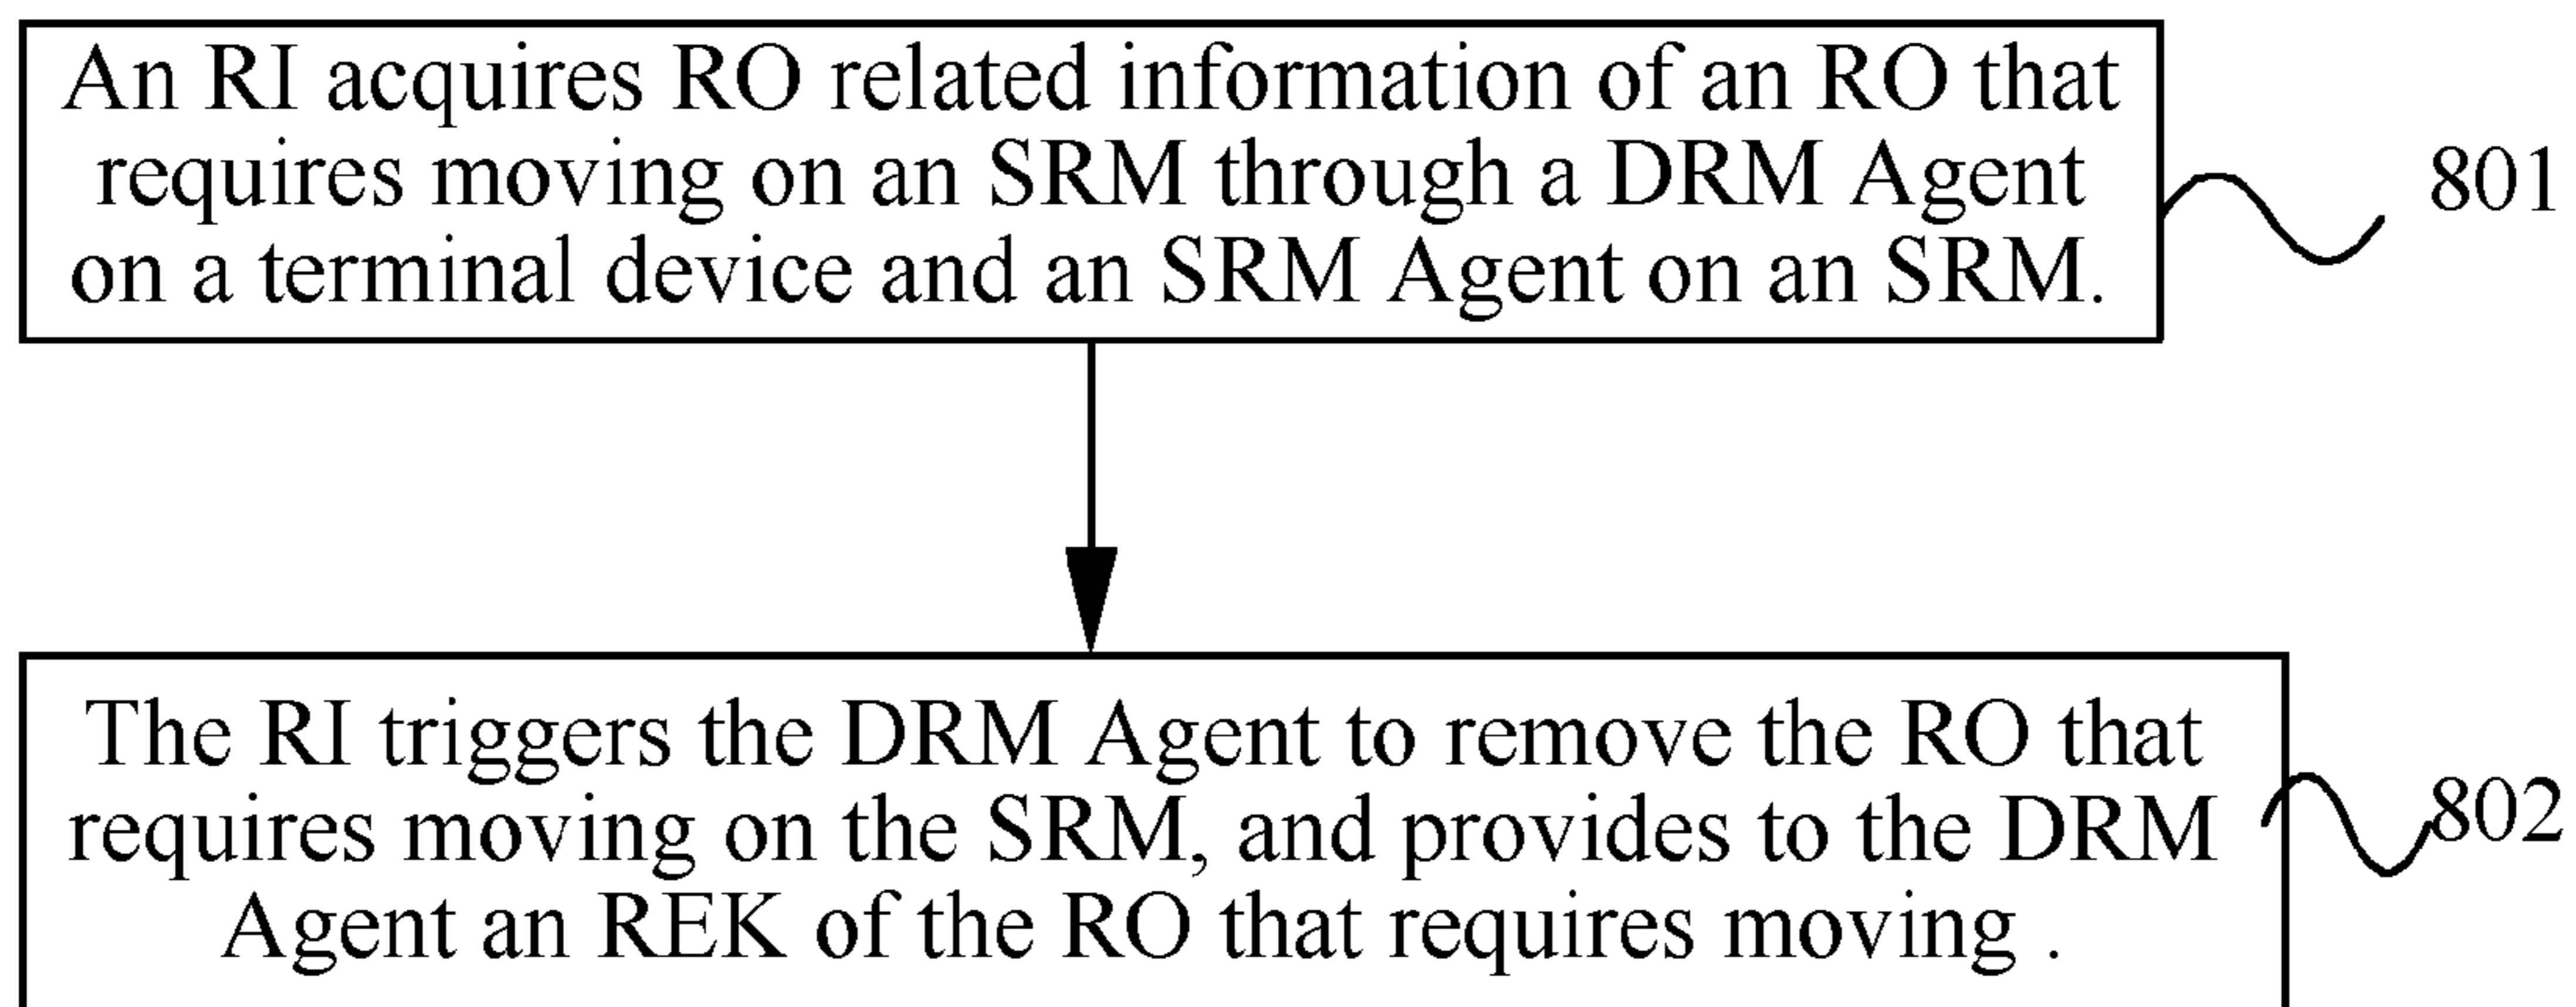 An RI acquires RO related information of an RO that
requires moving on an SRM through a DRM Agent
on a terminal device and an SRM Agent on an SRM.
801
The RI triggers the DRM Agent to remove the RO that
requires moving on the SRM, and provides to the DRM
Agent an REK of the RO that requires moving .
802